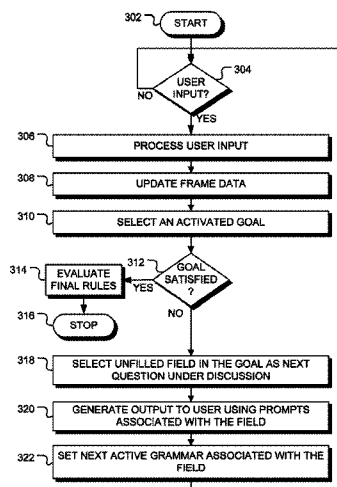 302
START
304
USER
INPUT?
NO
YES
306
PROCESS USER INPUT
308
UPDATE FRAME DATA
310
SELECT AN ACTIVATED GOAL
312
GOAL
SATISFIED
?
314
EVALUATE
FINAL RULES
YES
316
STOP
NO
318
SELECT UNFILLED FIELD IN THE GOAL AS NEXT
QUESTION UNDER DISCUSSION
320
GENERATE OUTPUT TO USER USING PROMPTS
ASSOCIATED WITH THE FIELD
322
SET NEXT ACTIVE GRAMMAR ASSOCIATED WITH THE
FIELD